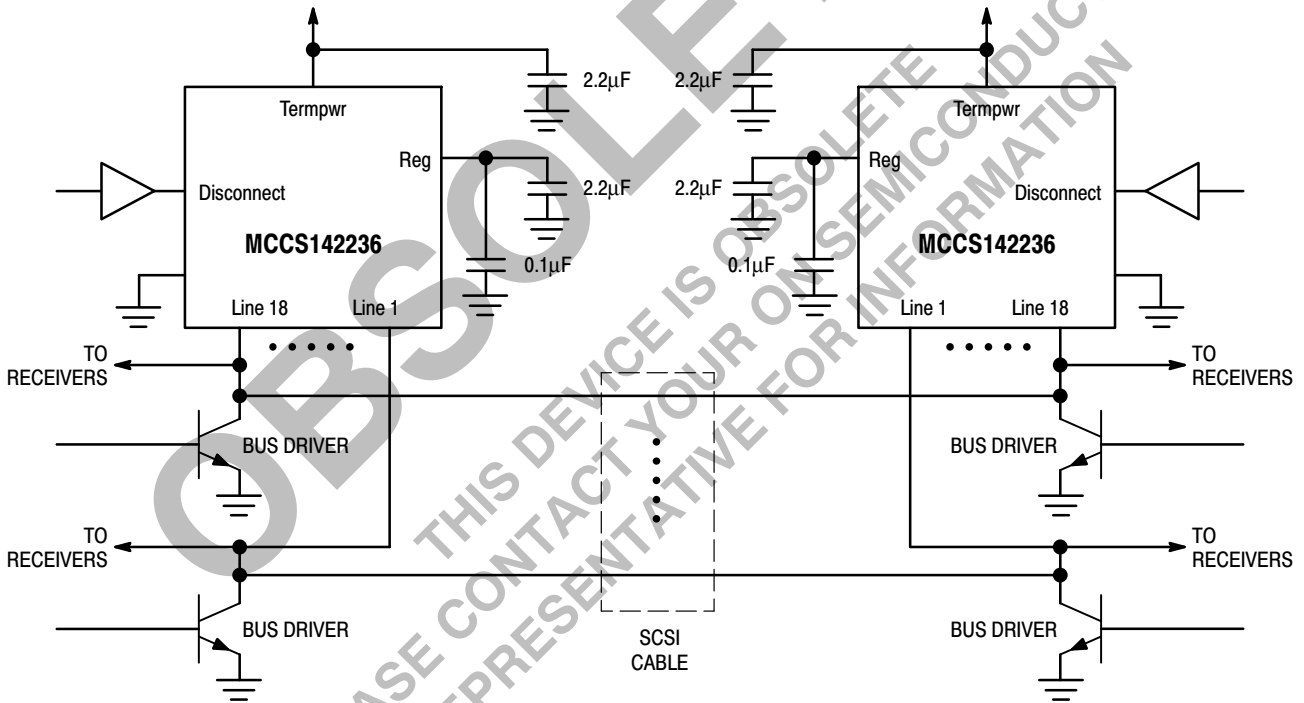 OBSOLETE
THIS DEVICE IS OBSOLETE
CONTACT YOUR ON SEMICONDUC
REPRESENTATIVE FOR INFORMATION
2.2µF
2.2µF
Termpwr
Termpwr
Reg
Reg
2.2µF
2.2µF
Disconnect
Disconnect
MCCS142236
MCCS142236
0.1µF
0.1µF
Line 18
Line 1
Line 1
Line 18
TO
RECEIVERS
TO
RECEIVERS
BUS DRIVER
BUS DRIVER
TO
RECEIVERS
TO
RECEIVERS
BUS DRIVER
BUS DRIVER
SCSI
CABLE